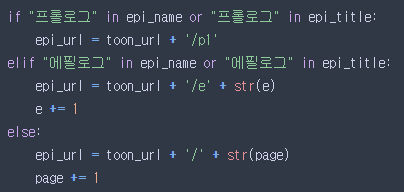 if "프롤로그" in epi_name or "프롤로그" in epi_title:
    epi_url = toon_url + '/p1'
elif "에필로그" in epi_name or "에필로그" in epi_title:
    epi_url = toon_url + '/e' + str(e)
    e += 1
else:
    epi_url = toon_url + '/' + str(page)
    page += 1